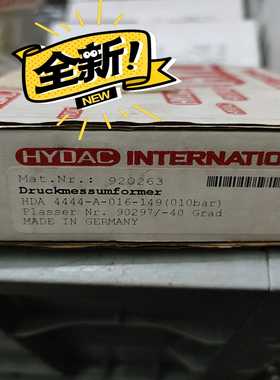 全新!
NEW
HYDAC INTERNATIO
Mat.Nr.: 920263
Druckmessumformer
HDA 4444-A-016-149(010bar)
Plasser Nr. 90297/-40 Grad
MADE IN GERMANY